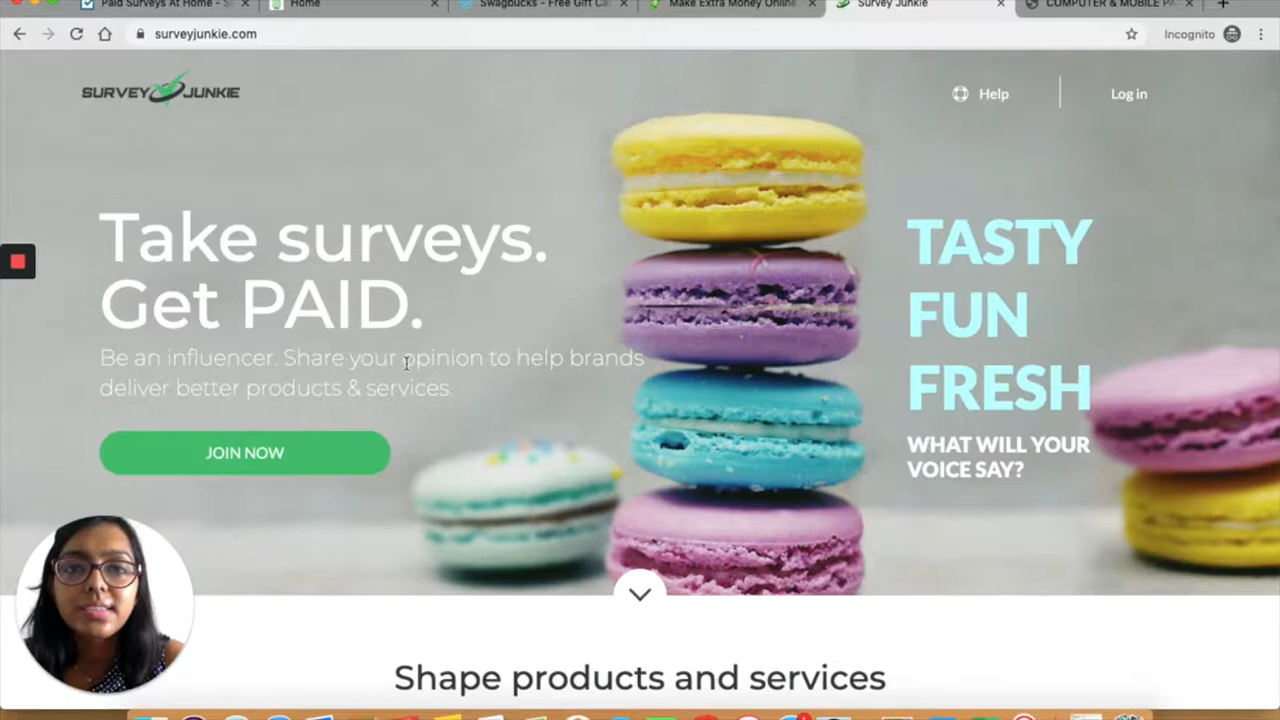 Paid Surveys At Home - S
Home
Swagbucks - Free Gift Ca
Make Extra Money Online
Survey Junkie
COMPUTER & MOBILE PA
surveyjunkie.com
Incognito
SURVEY JUNKIE
Help
Log in
Take surveys.
Get PAID.
Be an influencer. Share your opinion to help brands
deliver better products & services.
JOIN NOW
TASTY
FUN
FRESH
WHAT WILL YOUR
VOICE SAY?
Shape products and services